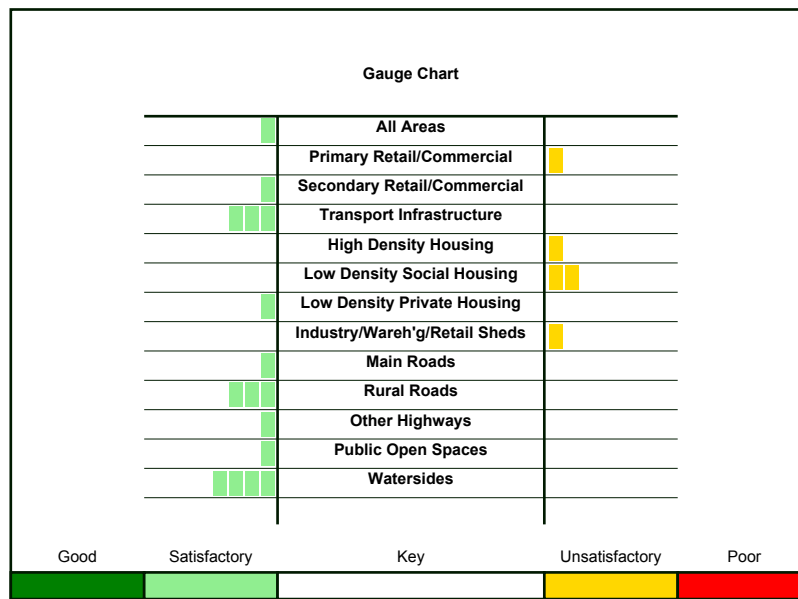 Gauge Chart
All Areas
Primary Retail/Commercial
Secondary Retail/Commercial
Transport Infrastructure
High Density Housing
Low Density Social Housing
Low Density Private Housing
Industry/Wareh'g/Retail Sheds
Main Roads
Rural Roads
Other Highways
Public Open Spaces
Watersides
Good Satisfactory Key Unsatisfactory Poor